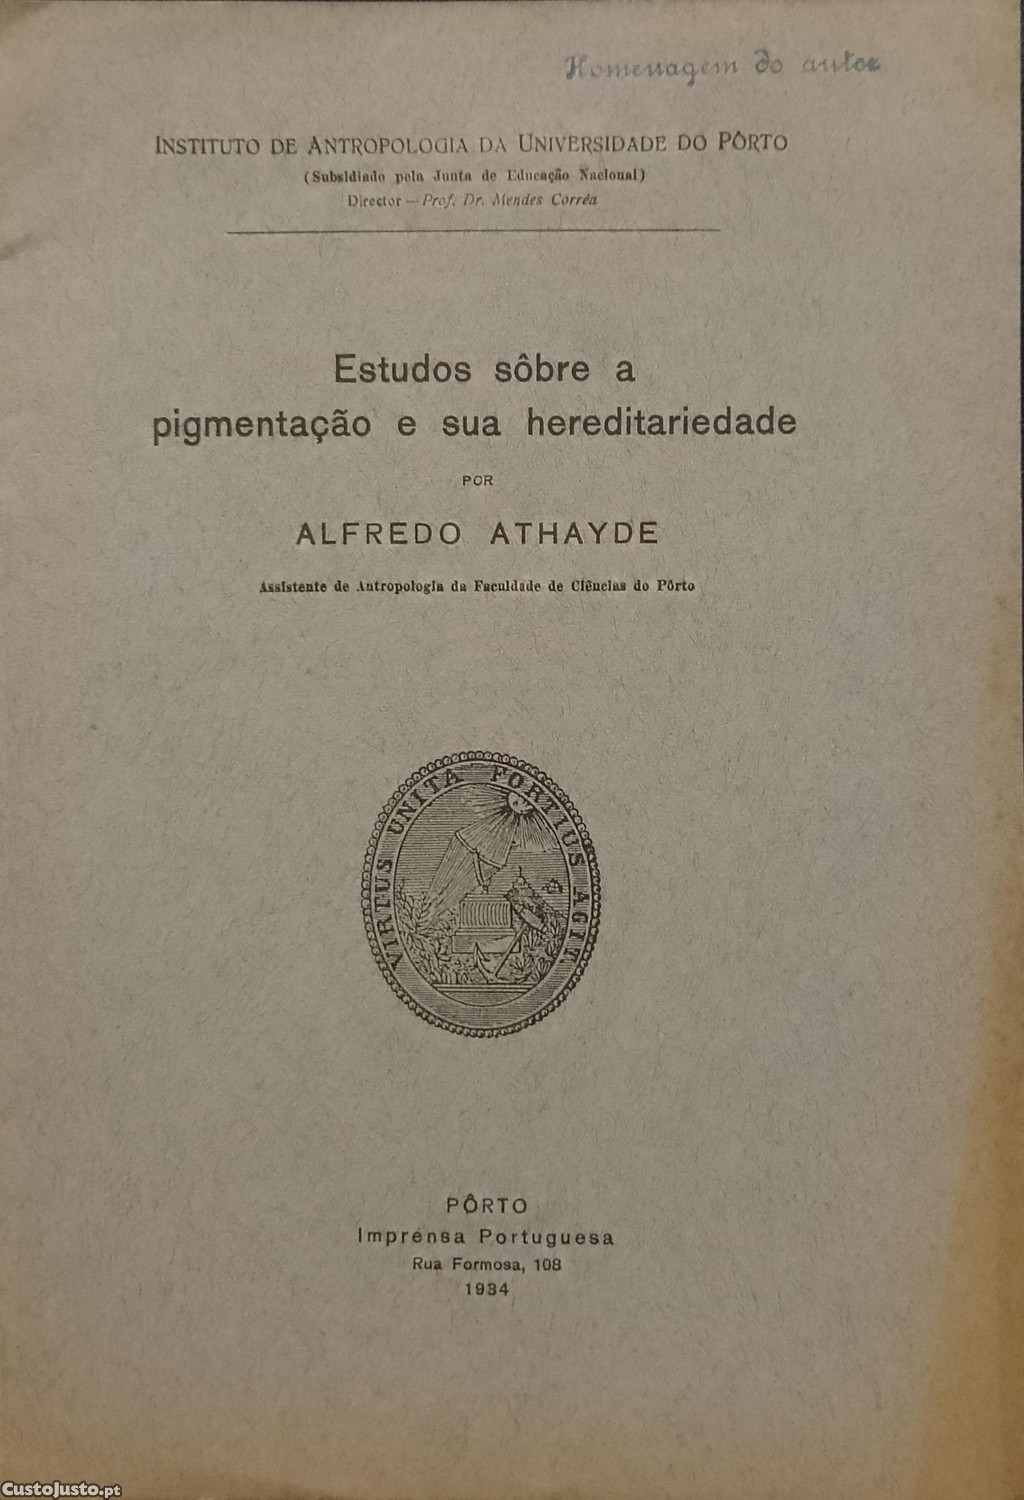 Homenagem do autor
INSTITUTO DE ANTROPOLOGIA DA UNIVERSIDADE DO PÔRTO
(Subsidiado pela Junta de Educação Nacional)
Director — Prof. Dr. Mendes Corrêa
Estudos sôbre a
pigmentação e sua hereditariedade
POR
ALFREDO ATHAYDE
Assistente de Antropologia da Faculdade de Ciências do Pôrto
VIRTUS UNITA FORTIUS AGIT
PÔRTO
Imprensa Portuguesa
Rua Formosa, 108
1934
CustoJusto.pt